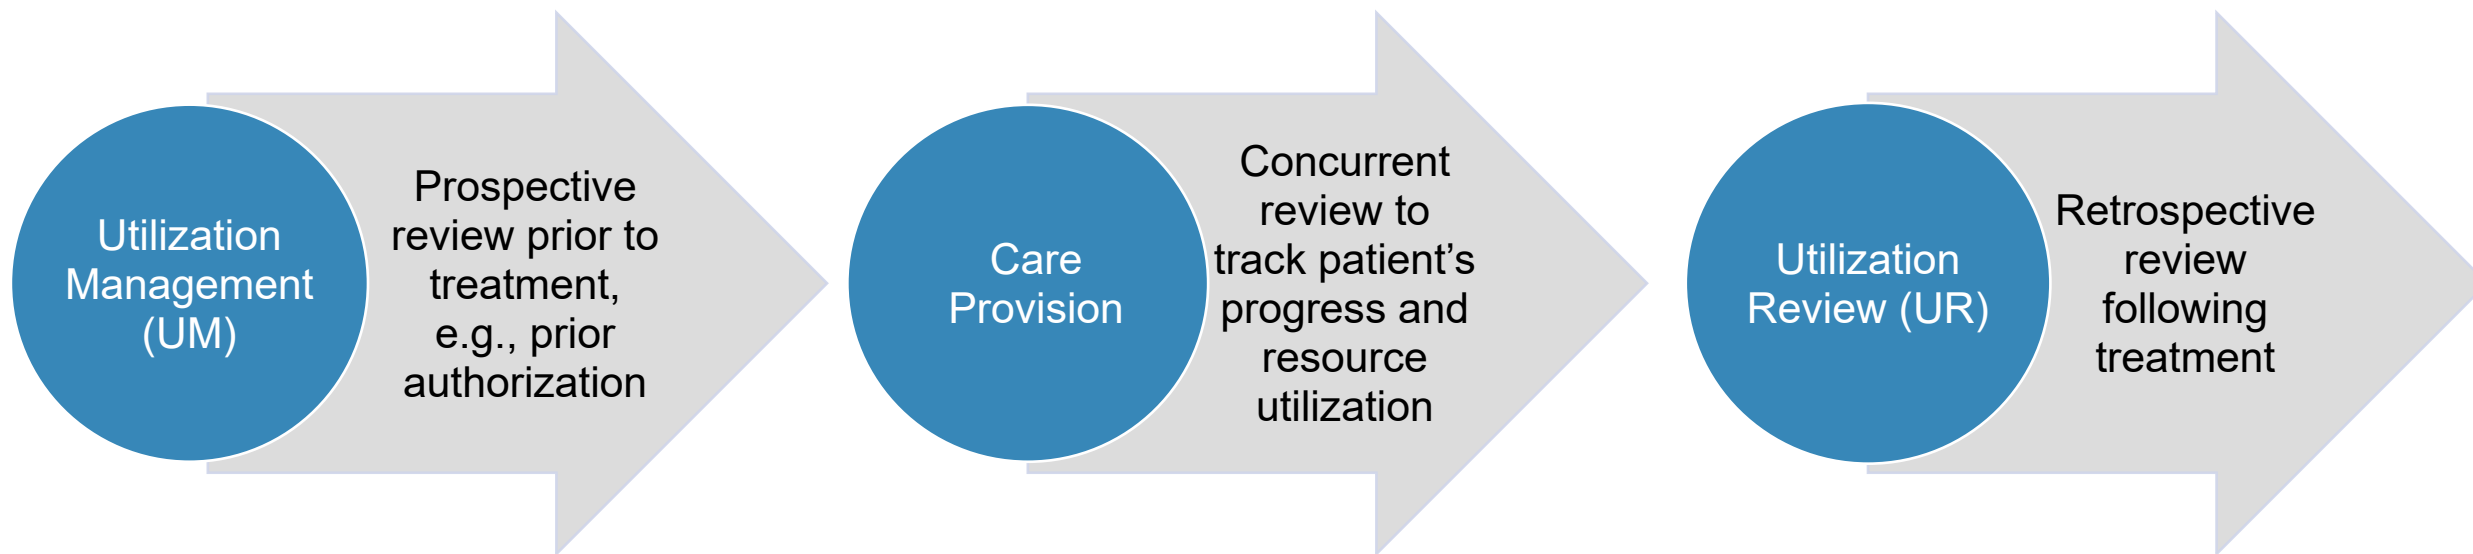 Utilization
Management
(UM)
Prospective
review prior to
treatment,
e.g., prior
authorization
Care
Provision
Concurrent
review to
track patient’s
progress and
resource
utilization
Utilization
Review (UR)
Retrospective
review
following
treatment